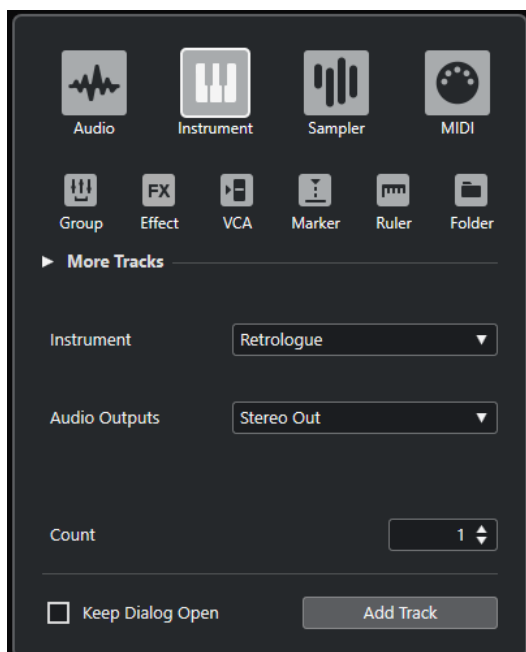 Audio Instrument Sampler MIDI
FX
Group Effect VCA Marker Ruler Folder
More Tracks
Instrument Retrologue
Audio Outputs Stereo Out
Count 1
Keep Dialog Open Add Track